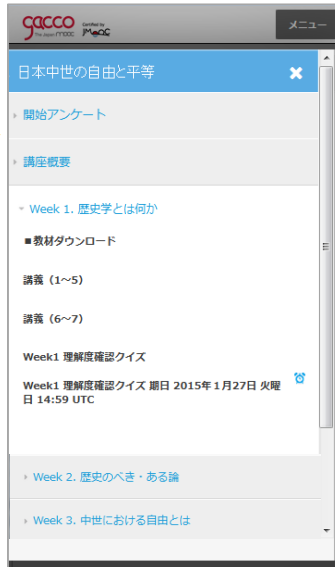 gacco
The Japan MOOC
Certified by
JMOOC
メニュー
日本中世の自由と平等
開始アンケート
講座概要
Week 1. 歴史学とは何か
■教材ダウンロード
講義（1～5）
講義（6～7）
Week1 理解度確認クイズ
Week1 理解度確認クイズ 期日 2015年1月27日 火曜
日 14:59 UTC
Week 2. 歴史のべき・ある論
Week 3. 中世における自由とは